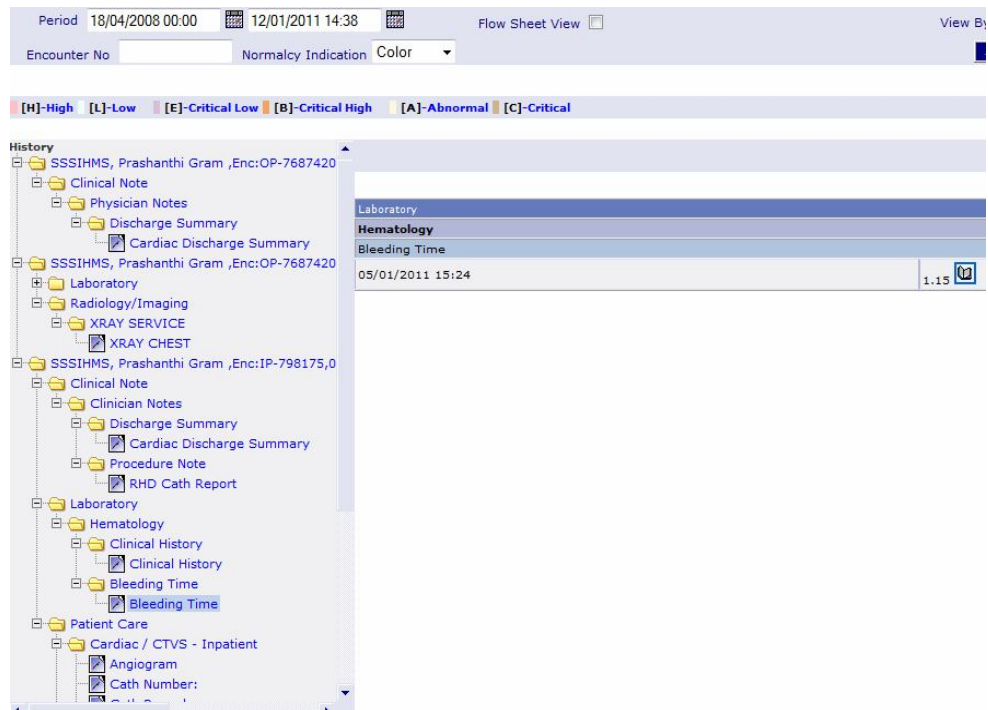 Period 18/04/2008 00:00 12/01/2011 14:38 Flow Sheet View View By
Encounter No Normalcy Indication Color
[H]-High [L]-Low [E]-Critical Low [B]-Critical High [A]-Abnormal [C]-Critical
History
SSSIHMS, Prashanthi Gram ,Enc:OP-7687420
Clinical Note
Physician Notes
Discharge Summary
Cardiac Discharge Summary
SSSIHMS, Prashanthi Gram ,Enc:OP-7687420
Laboratory
Radiology/Imaging
XRAY SERVICE
XRAY CHEST
SSSIHMS, Prashanthi Gram ,Enc:IP-798175,0
Clinical Note
Clinician Notes
Discharge Summary
Cardiac Discharge Summary
Procedure Note
RHD Cath Report
Laboratory
Hematology
Clinical History
Clinical History
Bleeding Time
Bleeding Time
Patient Care
Cardiac / CTVS - Inpatient
Angiogram
Cath Number:
Laboratory
Hematology
Bleeding Time
05/01/2011 15:24 1.15